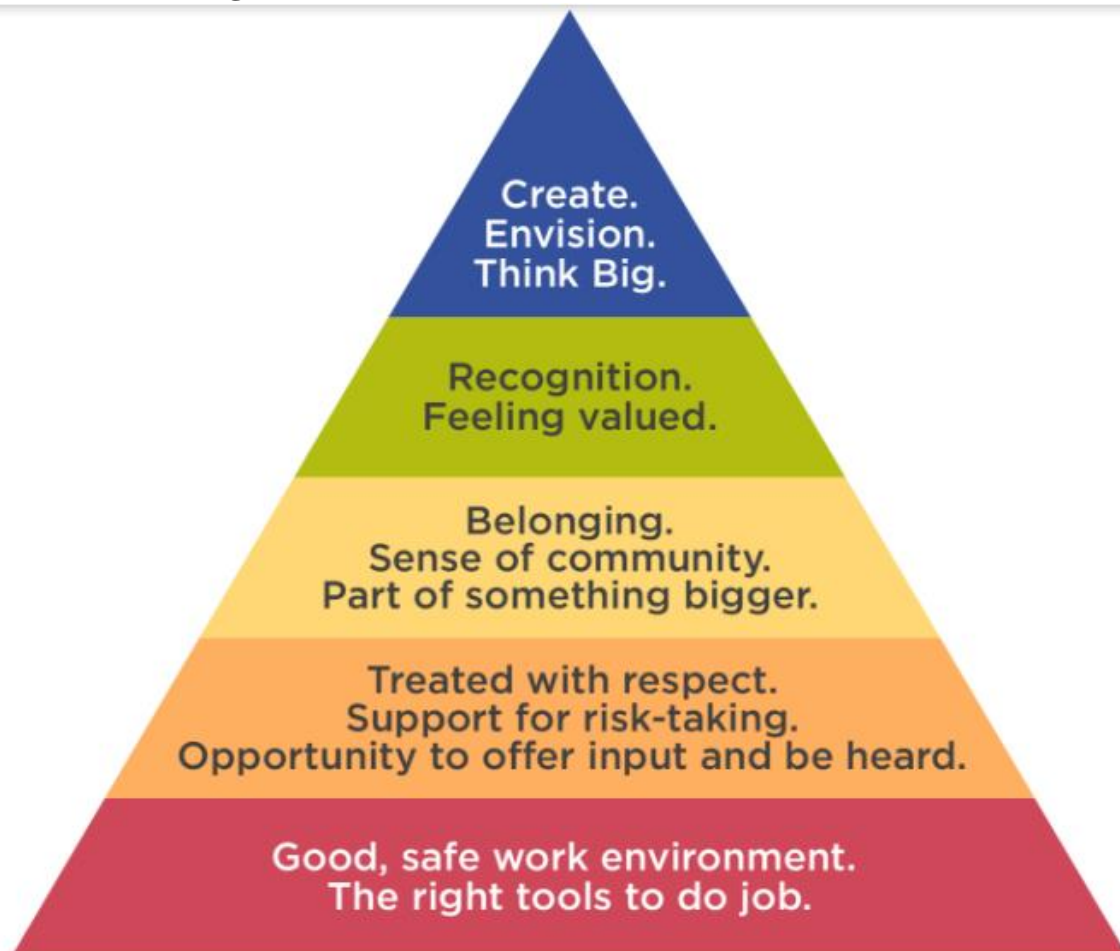 Create.
Envision.
Think Big.
Recognition.
Feeling valued.
Belonging.
Sense of community.
Part of something bigger.
Treated with respect.
Support for risk-taking.
Opportunity to offer input and be heard.
Good, safe work environment.
The right tools to do job.